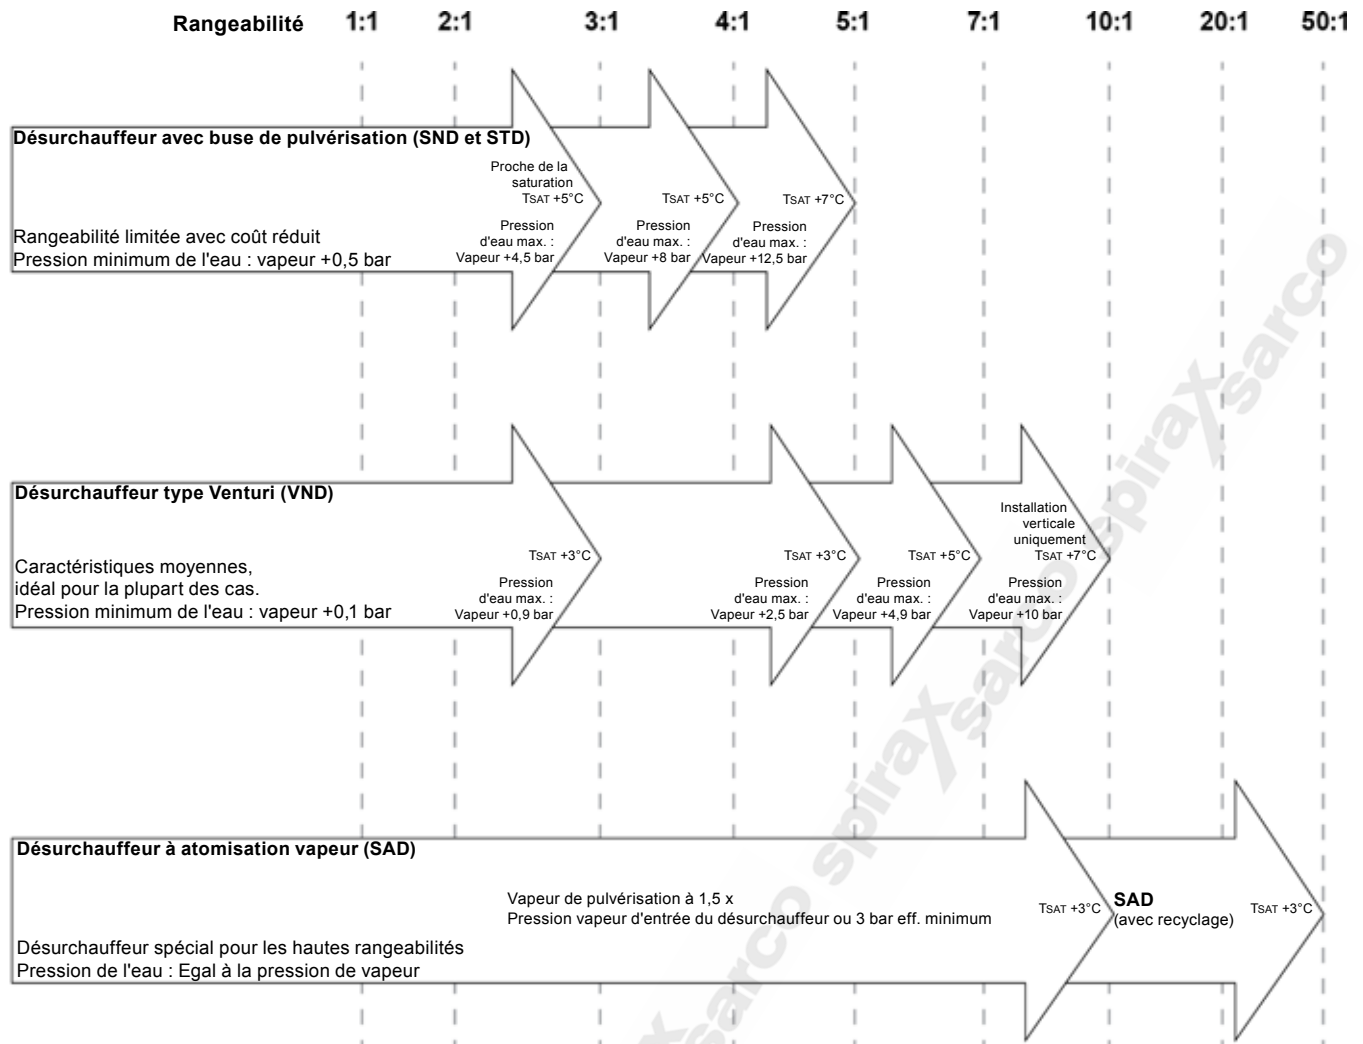 Rangeabilité 1:1 2:1 3:1 4:1 5:1 7:1 10:1 20:1 50:1
Désurchauffeur avec buse de pulvérisation (SND et STD)
Proche de la
saturation
TSAT +5°C TSAT +5°C TSAT +7°C
Pression Pression Pression
d'eau max. : d'eau max. : d'eau max. :
Vapeur +4,5 bar Vapeur +8 bar Vapeur +12,5 bar
Rangeabilité limitée avec coût réduit
Pression minimum de l'eau : vapeur +0,5 bar
Désurchauffeur type Venturi (VND)
Installation
verticale
uniquement
TSAT +3°C TSAT +3°C TSAT +5°C TSAT +7°C
Pression Pression Pression Pression
d'eau max. : d'eau max. : d'eau max. : d'eau max. :
Vapeur +0,9 bar Vapeur +2,5 bar Vapeur +4,9 bar Vapeur +10 bar
Caractéristiques moyennes,
idéal pour la plupart des cas.
Pression minimum de l'eau : vapeur +0,1 bar
Désurchauffeur à atomisation vapeur (SAD)
Vapeur de pulvérisation à 1,5 x
Pression vapeur d'entrée du désurchauffeur ou 3 bar eff. minimum
TSAT +3°C SAD TSAT +3°C
(avec recyclage)
Désurchauffeur spécial pour les hautes rangeabilités
Pression de l'eau : Egal à la pression de vapeur
spirax sarco spirax sarco spirax sarco